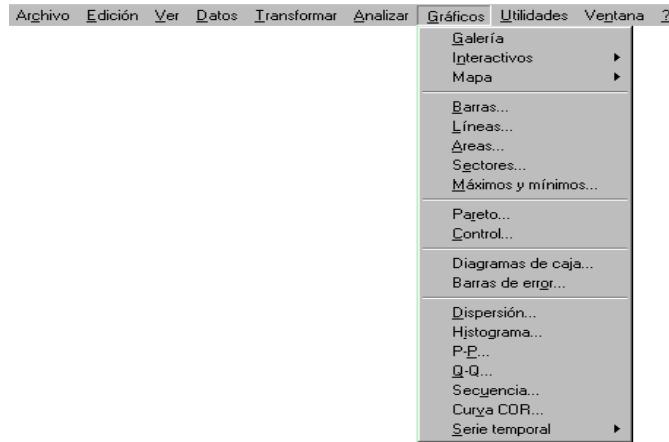 Archivo Edición Ver Datos Transformar Analizar Gráficos Utilidades Ventana ?
Galería
Interactivos
Mapa
Barras...
Líneas...
Areas...
Sectores...
Máximos y mínimos...
Pareto...
Control...
Diagramas de caja...
Barras de error...
Dispersión...
Histograma...
P-P...
Q-Q...
Secuencia...
Curva COR...
Serie temporal